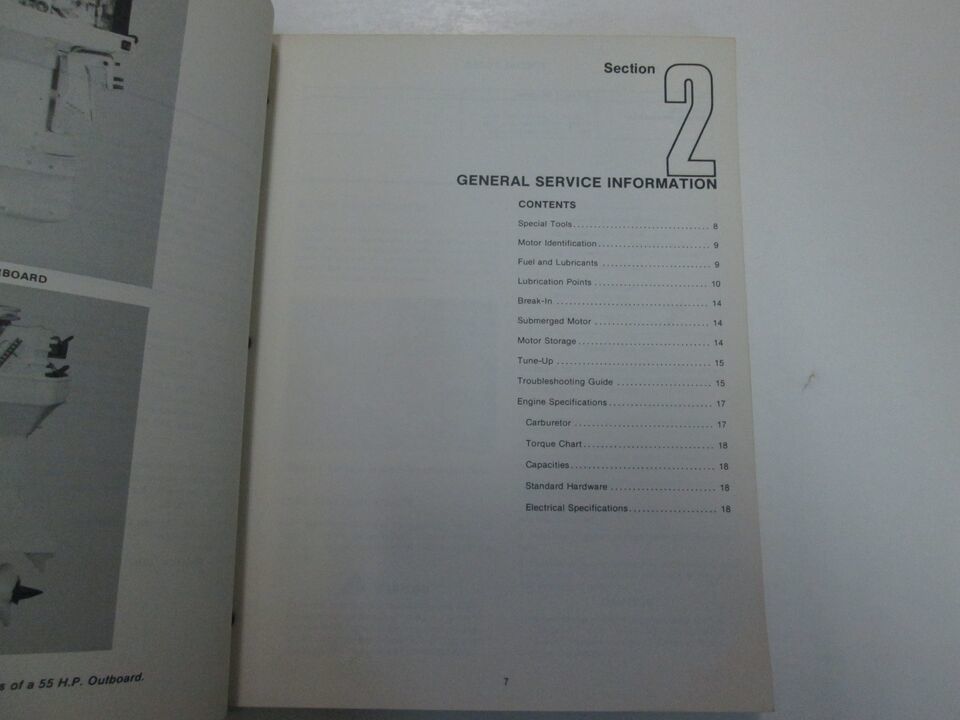 BOARD
s of a 55 H.P. Outboard.
Section 2
GENERAL SERVICE INFORMATION
CONTENTS
Special Tools................................. 8
Motor Identification........................... 9
Fuel and Lubricants .......................... 9
Lubrication Points ........................... 10
Break-In ..................................... 14
Submerged Motor ............................ 14
Motor Storage................................ 14
Tune-Up ..................................... 15
Troubleshooting Guide ....................... 15
Engine Specifications......................... 17
Carburetor ................................. 17
Torque Chart................................ 18
Capacities................................... 18
Standard Hardware ......................... 18
Electrical Specifications..................... 18
7